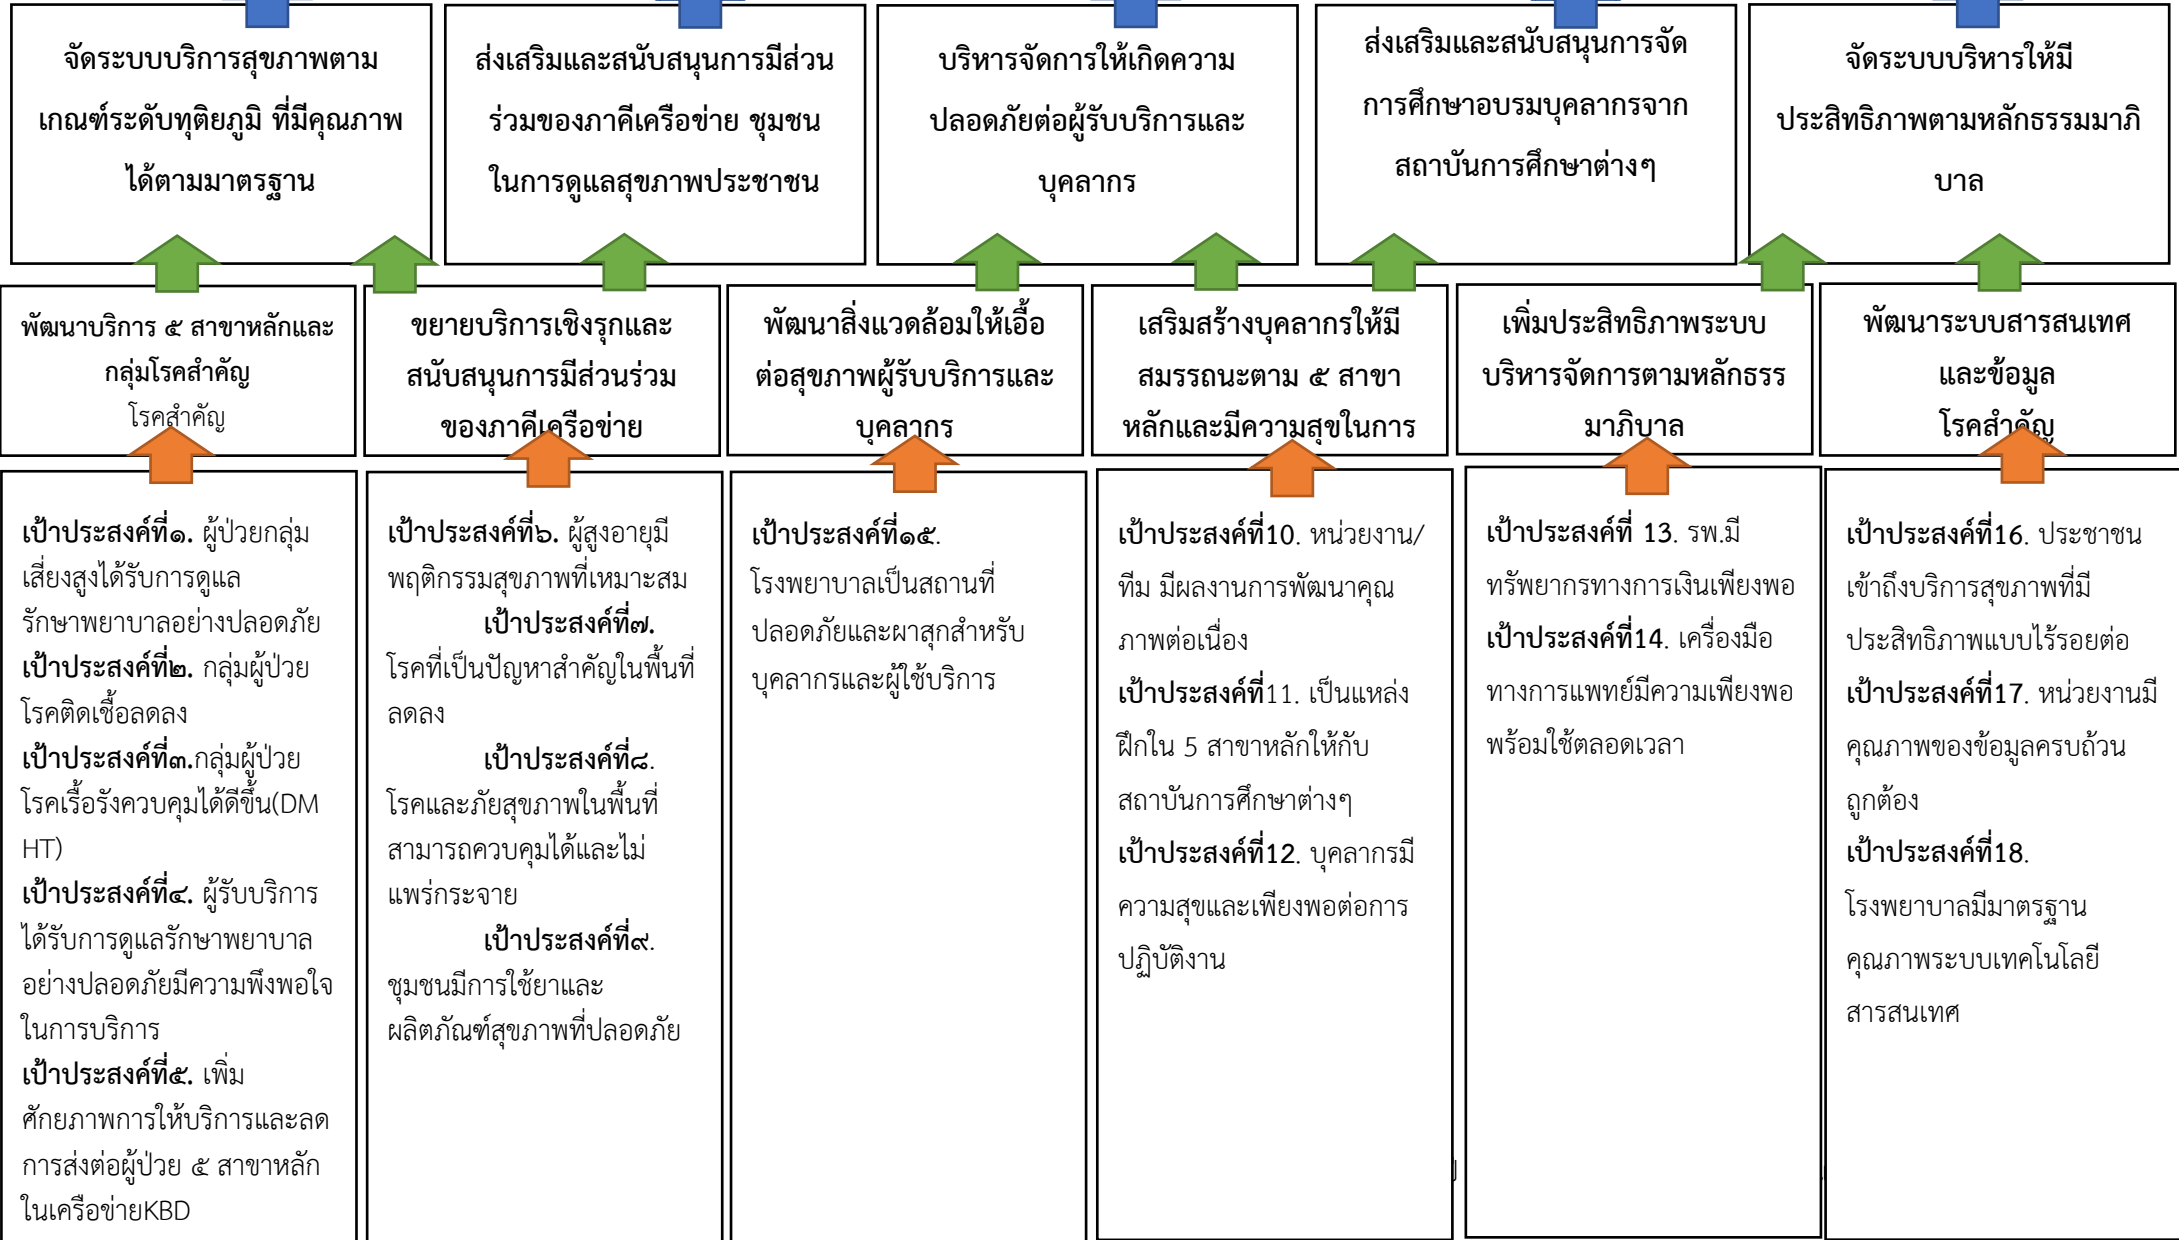 จัดระบบบริการสุขภาพตาม
เกณฑ์ระดับทุติยภูมิ ที่มีคุณภาพ
ได้ตามมาตรฐาน
ส่งเสริมและสนับสนุนการมีส่วน
ร่วมของภาคีเครือข่าย ชุมชน
ในการดูแลสุขภาพประชาชน
บริหารจัดการให้เกิดความ
ปลอดภัยต่อผู้รับบริการและ
บุคลากร
ส่งเสริมและสนับสนุนการจัด
การศึกษาอบรมบุคลากรจาก
สถาบันการศึกษาต่างๆ
จัดระบบบริหารให้มี
ประสิทธิภาพตามหลักธรรมมาภิ
บาล
พัฒนาบริการ ๕ สาขาหลักและ
กลุ่มโรคสำคัญ
โรคสำคัญ
ขยายบริการเชิงรุกและ
สนับสนุนการมีส่วนร่วม
ของภาคีเครือข่าย
พัฒนาสิ่งแวดล้อมให้เอื้อ
ต่อสุขภาพผู้รับบริการและ
บุคลากร
เสริมสร้างบุคลากรให้มี
สมรรถนะตาม ๕ สาขา
หลักและมีความสุขในการ
เพิ่มประสิทธิภาพระบบ
บริหารจัดการตามหลักธรร
มาภิบาล
พัฒนาระบบสารสนเทศ
และข้อมูล
โรคสำคัญ
เป้าประสงค์ที่๑. ผู้ป่วยกลุ่ม
เสี่ยงสูงได้รับการดูแล
รักษาพยาบาลอย่างปลอดภัย
เป้าประสงค์ที่๒. กลุ่มผู้ป่วย
โรคติดเชื้อลดลง
เป้าประสงค์ที่๓.กลุ่มผู้ป่วย
โรคเรื้อรังควบคุมได้ดีขึ้น(DM
HT)
เป้าประสงค์ที่๔. ผู้รับบริการ
ได้รับการดูแลรักษาพยาบาล
อย่างปลอดภัยมีความพึงพอใจ
ในการบริการ
เป้าประสงค์ที่๕. เพิ่ม
ศักยภาพการให้บริการและลด
การส่งต่อผู้ป่วย ๕ สาขาหลัก
ในเครือข่ายKBD
เป้าประสงค์ที่๖. ผู้สูงอายุมี
พฤติกรรมสุขภาพที่เหมาะสม
เป้าประสงค์ที่๗.
โรคที่เป็นปัญหาสำคัญในพื้นที่
ลดลง
เป้าประสงค์ที่๘.
โรคและภัยสุขภาพในพื้นที่
สามารถควบคุมได้และไม่
แพร่กระจาย
เป้าประสงค์ที่๙.
ชุมชนมีการใช้ยาและ
ผลิตภัณฑ์สุขภาพที่ปลอดภัย
เป้าประสงค์ที่๑๕.
โรงพยาบาลเป็นสถานที่
ปลอดภัยและผาสุกสำหรับ
บุคลากรและผู้ใช้บริการ
เป้าประสงค์ที่10. หน่วยงาน/
ทีม มีผลงานการพัฒนาคุณ
ภาพต่อเนื่อง
เป้าประสงค์ที่11. เป็นแหล่ง
ฝึกใน 5 สาขาหลักให้กับ
สถาบันการศึกษาต่างๆ
เป้าประสงค์ที่12. บุคลากรมี
ความสุขและเพียงพอต่อการ
ปฏิบัติงาน
เป้าประสงค์ที่ 13. รพ.มี
ทรัพยากรทางการเงินเพียงพอ
เป้าประสงค์ที่14. เครื่องมือ
ทางการแพทย์มีความเพียงพอ
พร้อมใช้ตลอดเวลา
เป้าประสงค์ที่16. ประชาชน
เข้าถึงบริการสุขภาพที่มี
ประสิทธิภาพแบบไร้รอยต่อ
เป้าประสงค์ที่17. หน่วยงานมี
คุณภาพของข้อมูลครบถ้วน
ถูกต้อง
เป้าประสงค์ที่18.
โรงพยาบาลมีมาตรฐาน
คุณภาพระบบเทคโนโลยี
สารสนเทศ